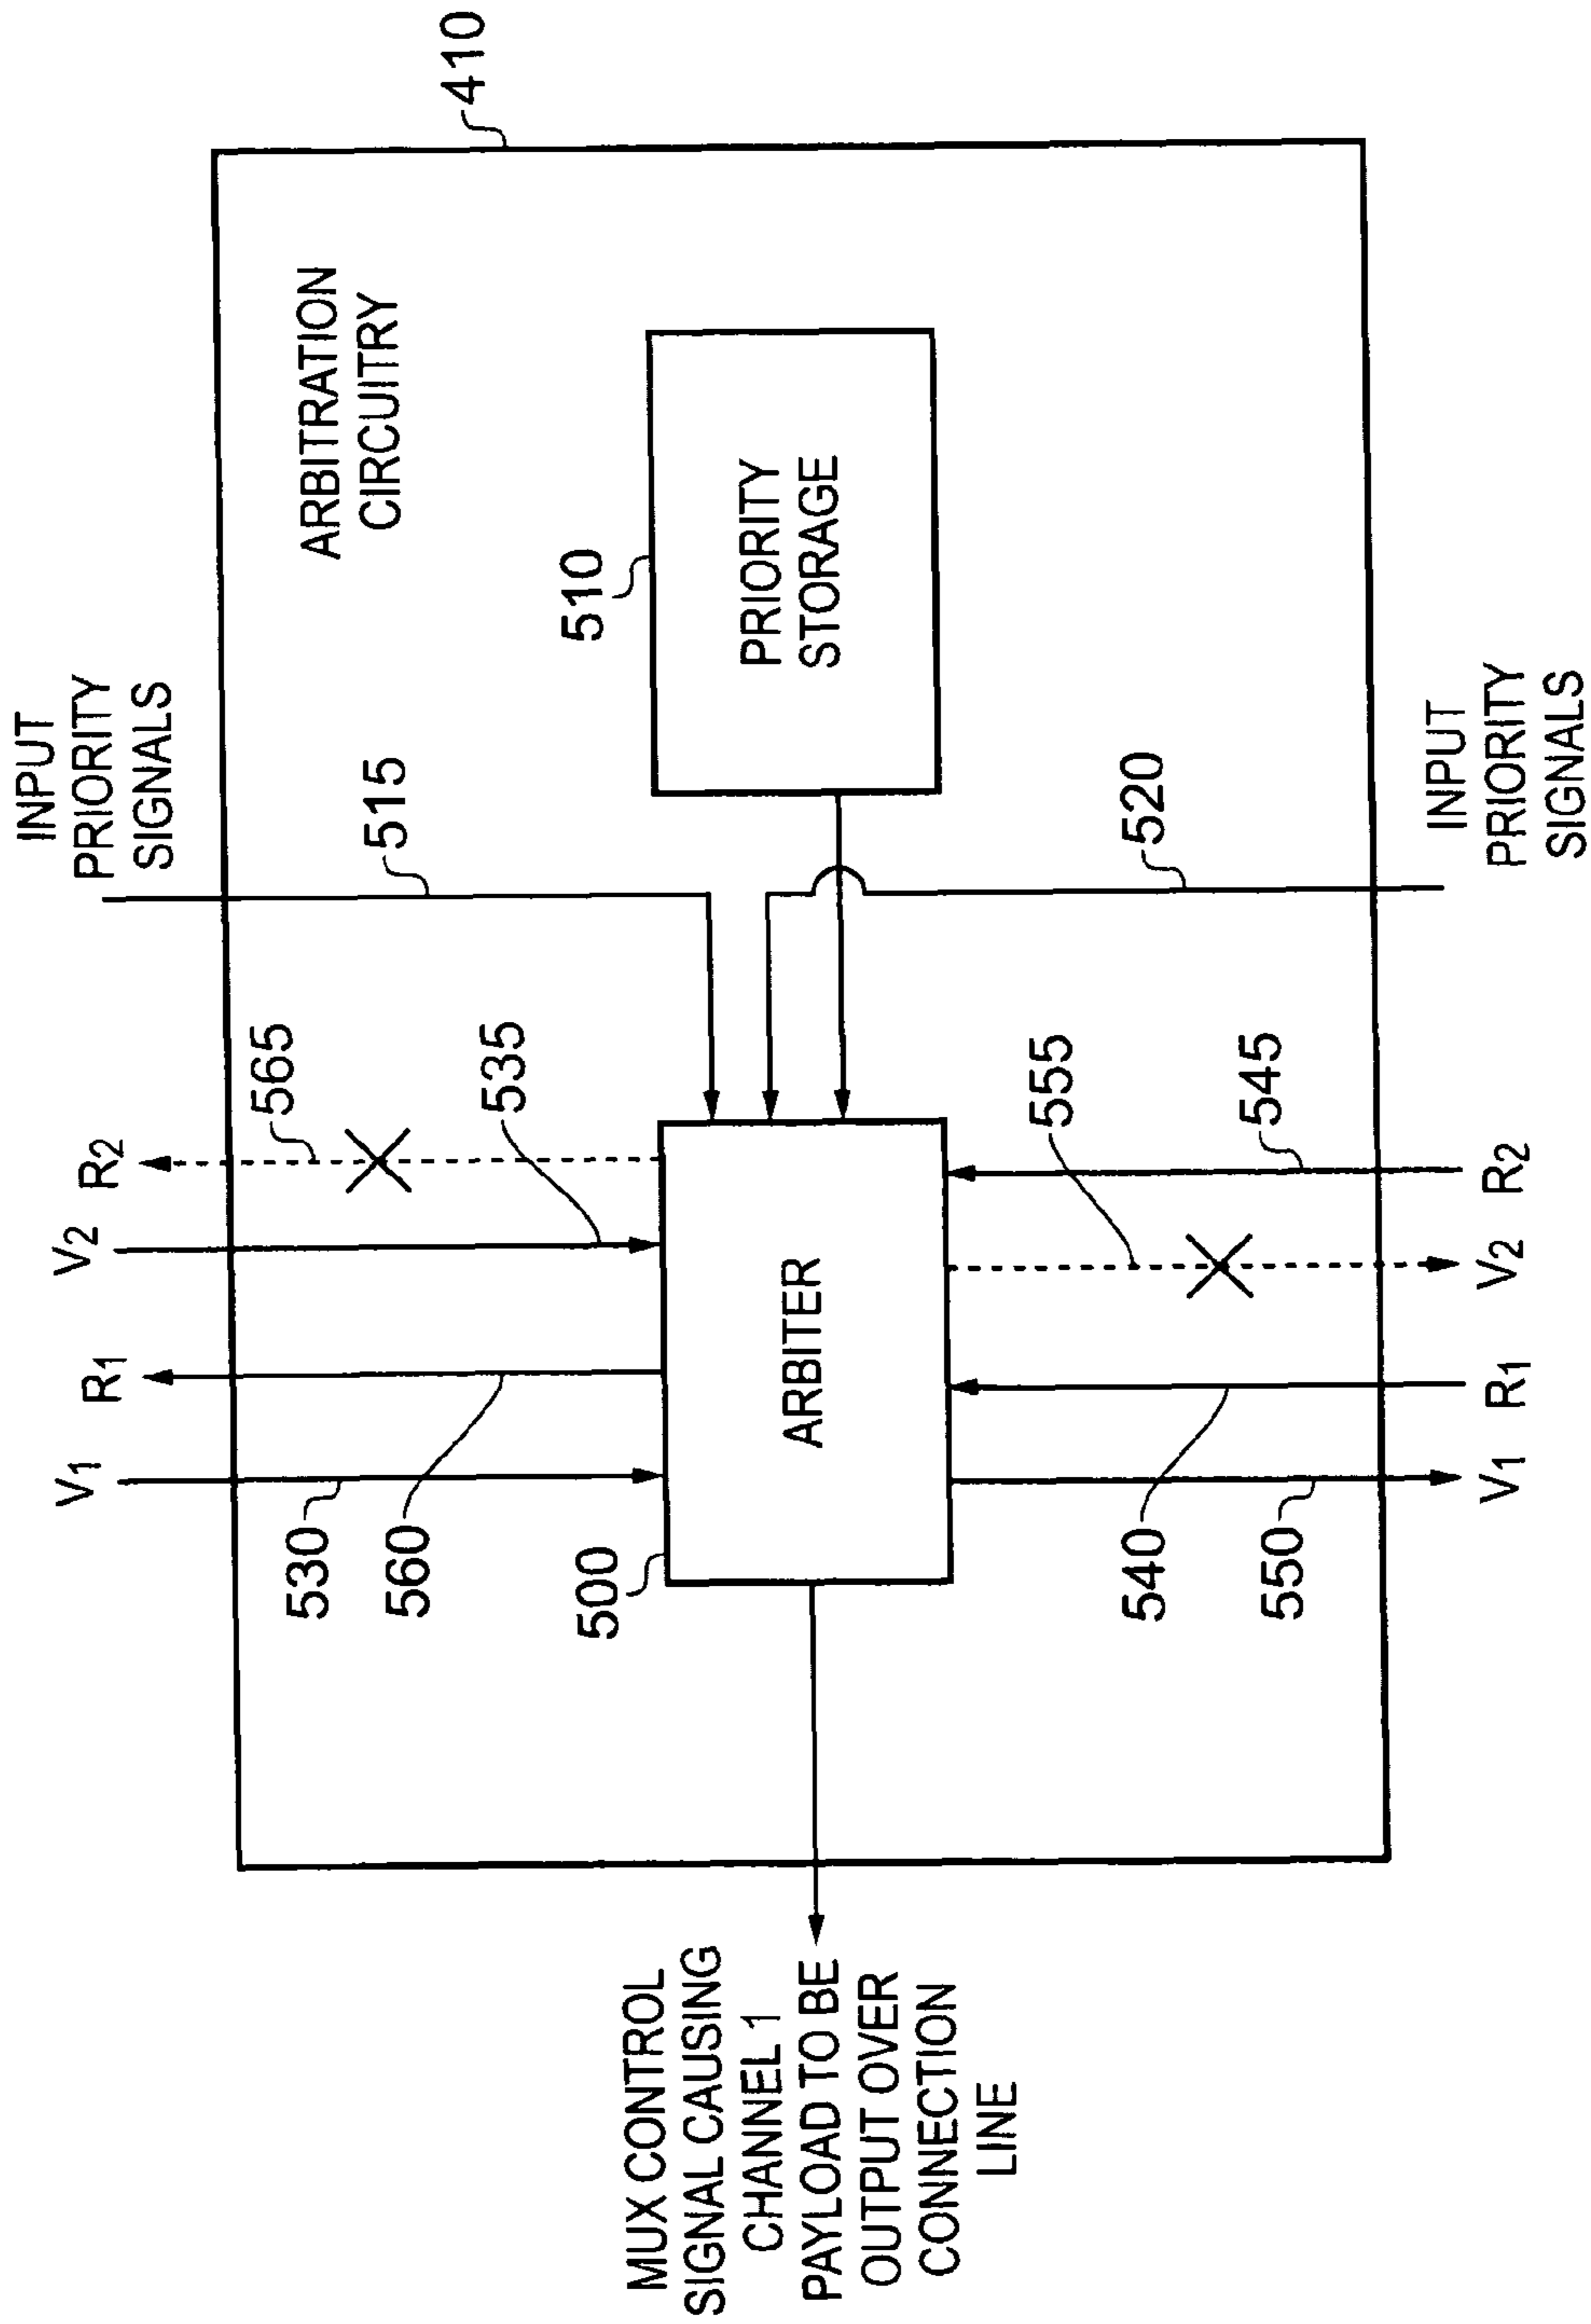 INPUT
PRIORITY
SIGNALS
V1
R1
V2
R2
530
565
515
ARBITRATION
CIRCUITRY
560
535
410
500
510
MUX CONTROL
SIGNAL CAUSING
CHANNEL 1
PAYLOAD TO BE
OUTPUT OVER
CONNECTION
LINE
ARBITER
PRIORITY
STORAGE
555
540
520
550
545
V1
R1
V2
R2
INPUT
PRIORITY
SIGNALS